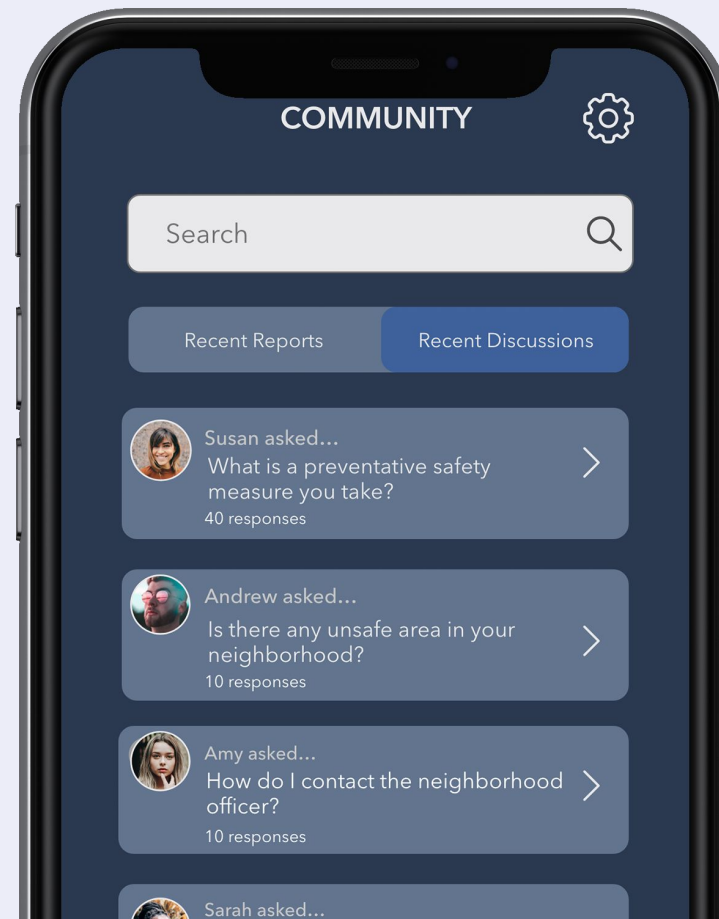 COMMUNITY
Search
Recent Reports
Recent Discussions
Susan asked...
What is a preventative safety
measure you take?
40 responses
Andrew asked...
Is there any unsafe area in your
neighborhood?
10 responses
Amy asked...
How do I contact the neighborhood
officer?
10 responses
Sarah asked...